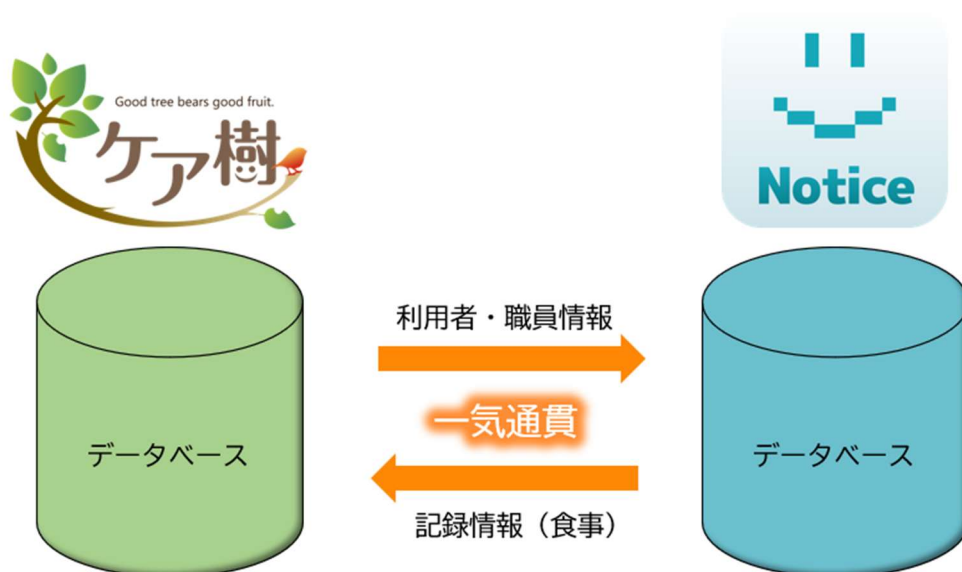 Good tree bears good fruit.
ケア樹
Notice
利用者・職員情報
一気通貫
データベース
データベース
記録情報（食事）